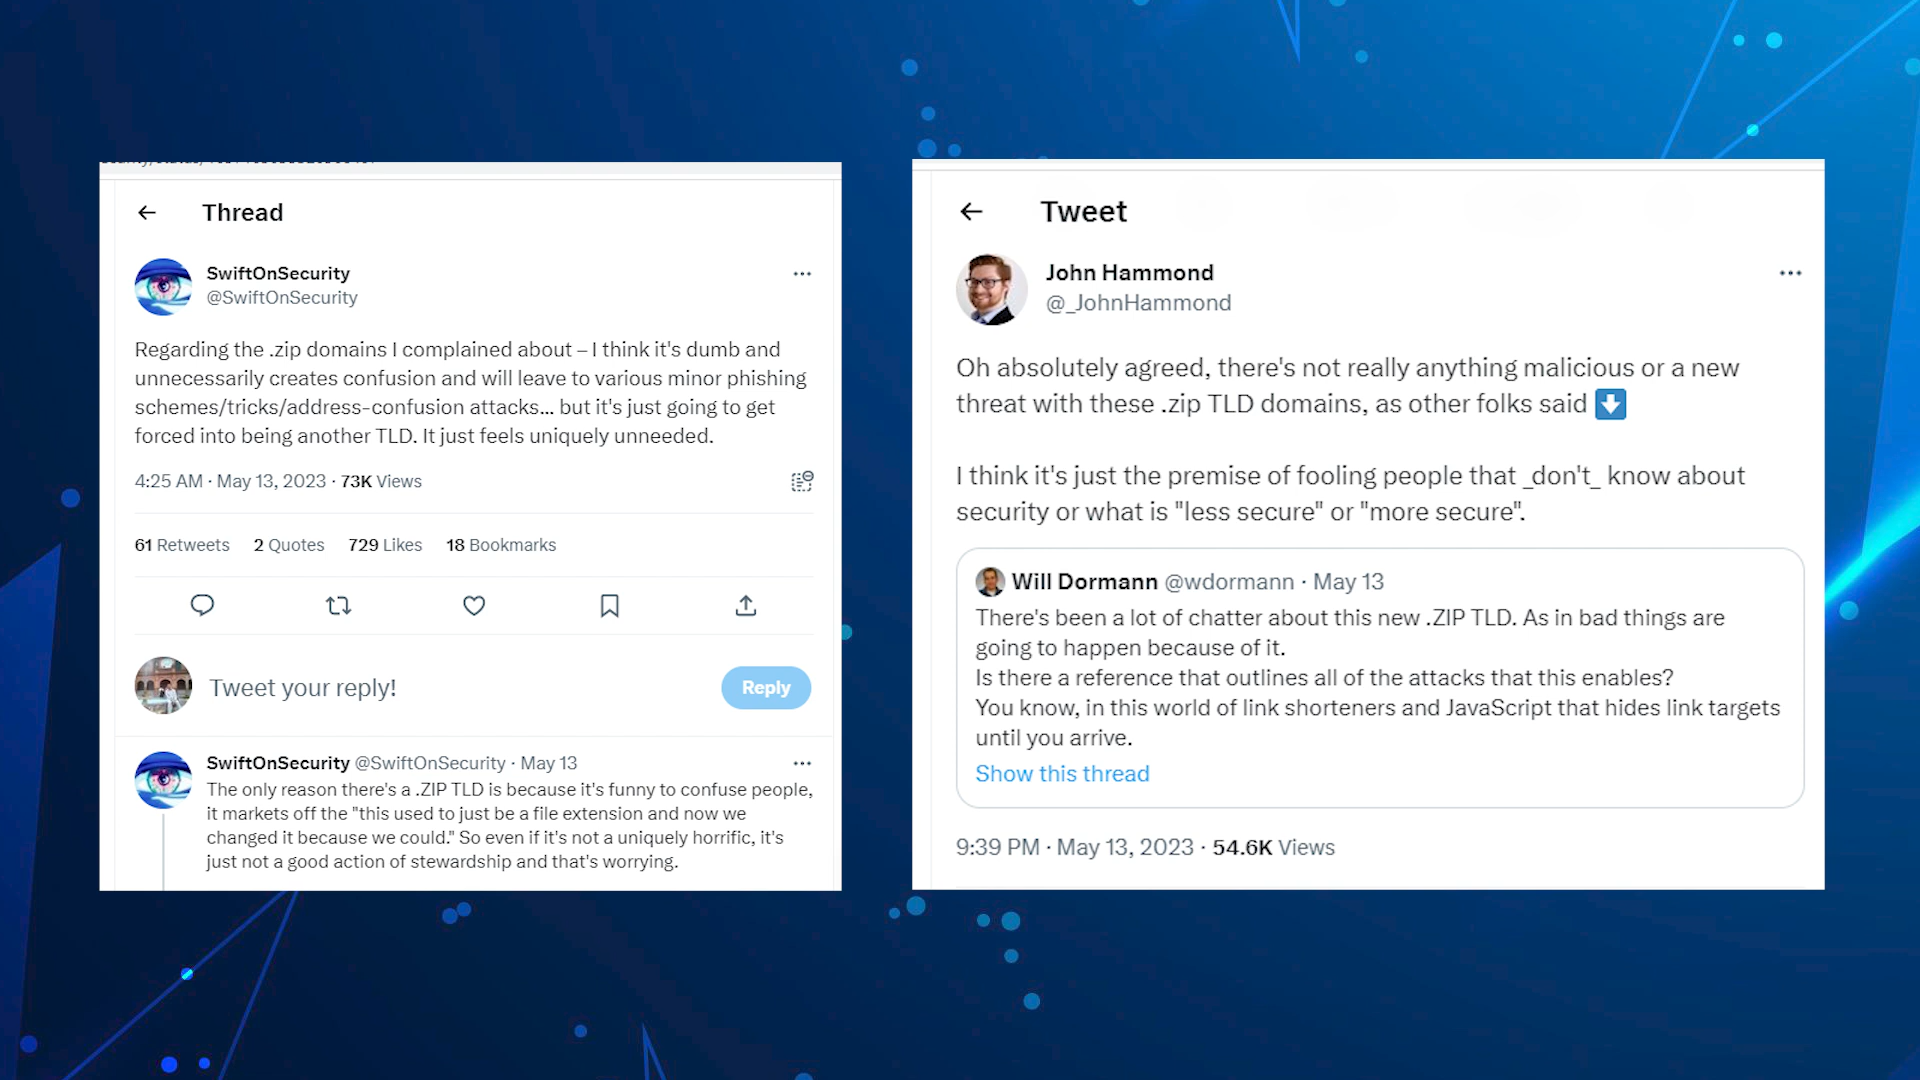 Thread
SwiftOnSecurity
@SwiftOnSecurity
Regarding the .zip domains I complained about – I think it's dumb and
unnecessarily creates confusion and will leave to various minor phishing
schemes/tricks/address-confusion attacks... but it's just going to get
forced into being another TLD. It just feels uniquely unneeded.
4:25 AM · May 13, 2023 · 73K Views
61 Retweets 2 Quotes 729 Likes 18 Bookmarks
Tweet your reply!
Reply
SwiftOnSecurity @SwiftOnSecurity · May 13
The only reason there's a .ZIP TLD is because it's funny to confuse people,
it markets off the "this used to just be a file extension and now we
changed it because we could." So even if it's not a uniquely horrific, it's
just not a good action of stewardship and that's worrying.
Tweet
John Hammond
@_JohnHammond
Oh absolutely agreed, there's not really anything malicious or a new
threat with these .zip TLD domains, as other folks said ⬇️
I think it's just the premise of fooling people that _don't_ know about
security or what is "less secure" or "more secure".
Will Dormann @wdormann · May 13
There's been a lot of chatter about this new .ZIP TLD. As in bad things are
going to happen because of it.
Is there a reference that outlines all of the attacks that this enables?
You know, in this world of link shorteners and JavaScript that hides link targets
until you arrive.
Show this thread
9:39 PM · May 13, 2023 · 54.6K Views